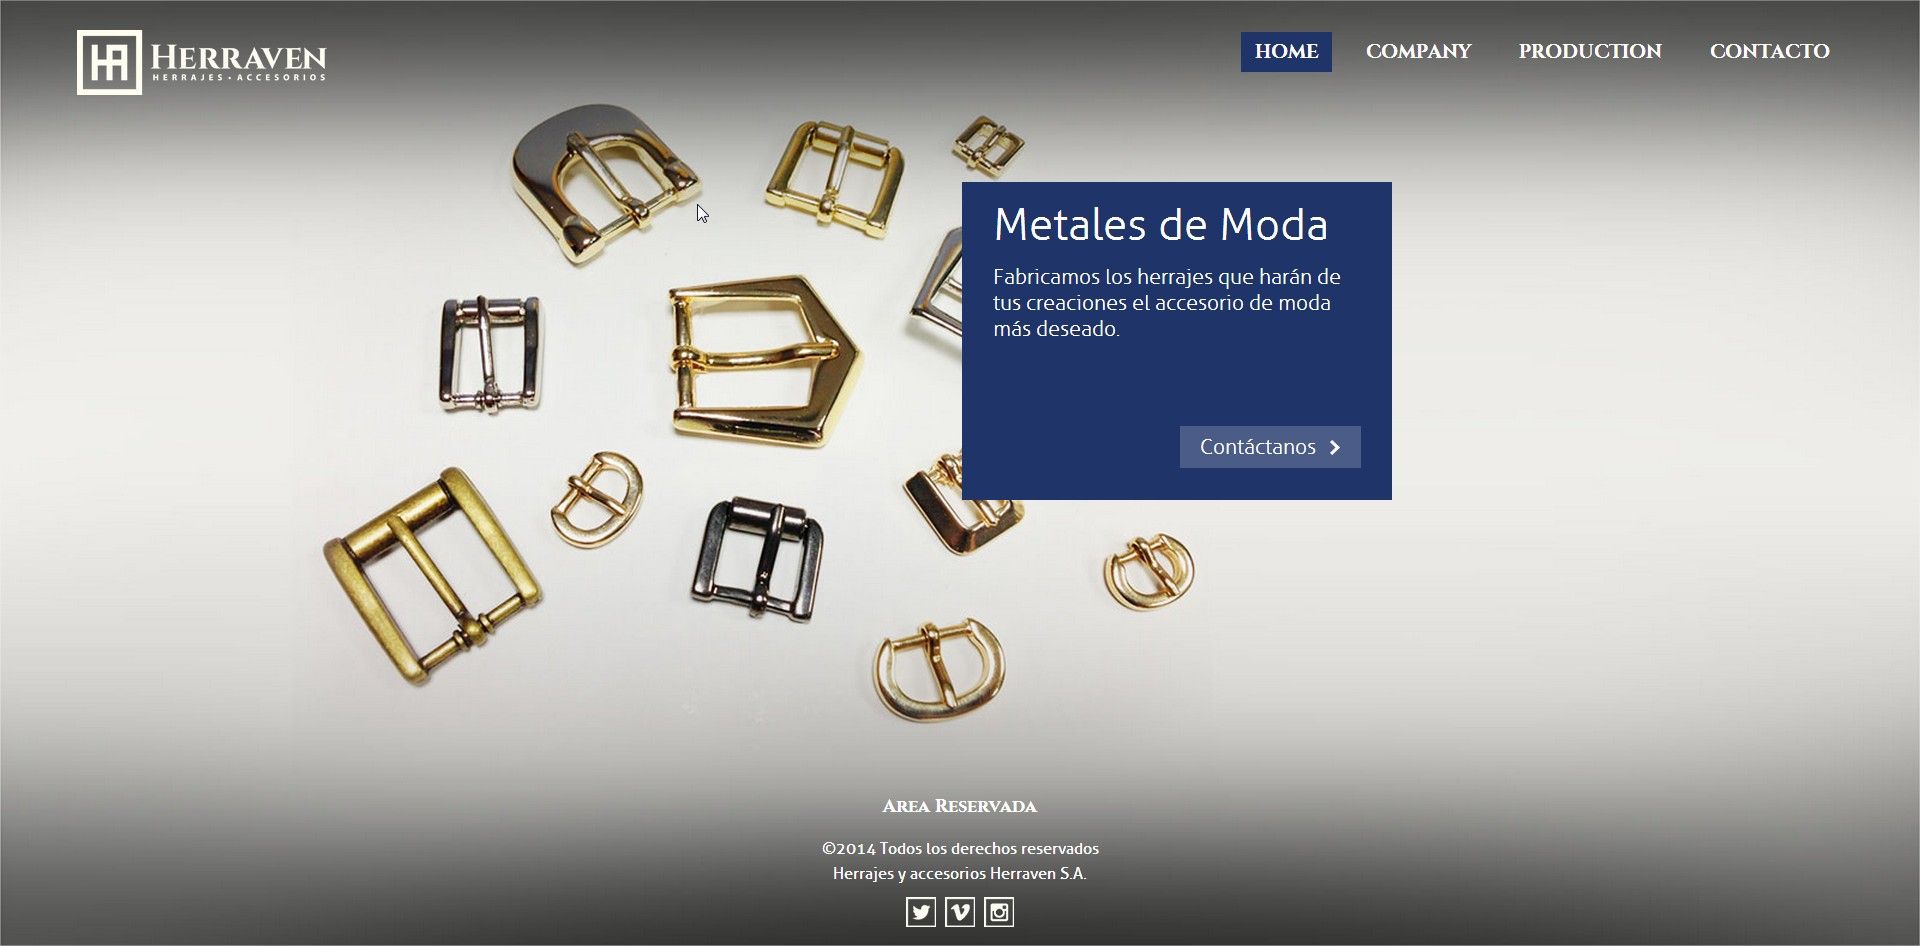 HA HERRAVEN
HERRAJES • ACCESORIOS
HOME COMPANY PRODUCTION CONTACTO
Metales de Moda
Fabricamos los herrajes que harán de
tus creaciones el accesorio de moda
más deseado.
Contáctanos
AREA RESERVADA
©2014 Todos los derechos reservados
Herrajes y accesorios Herraven S.A.